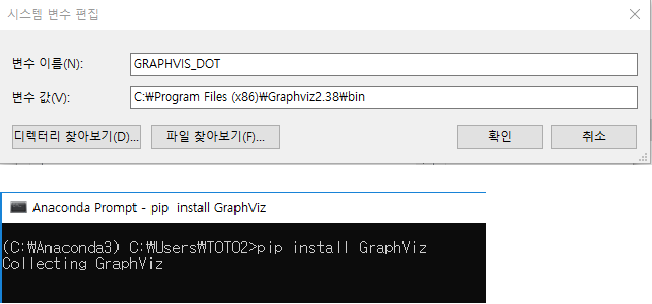 시스템 변수 편집
변수 이름(N):
GRAPHVIS_DOT
변수 값(V):
C:₩Program Files (x86)₩Graphviz2.38₩bin
디렉터리 찾아보기(D)...
파일 찾아보기(F)...
확인
취소
Anaconda Prompt - pip  install GraphViz
(C:₩Anaconda3) C:₩Users₩TOTO2>pip install GraphViz
Collecting GraphViz